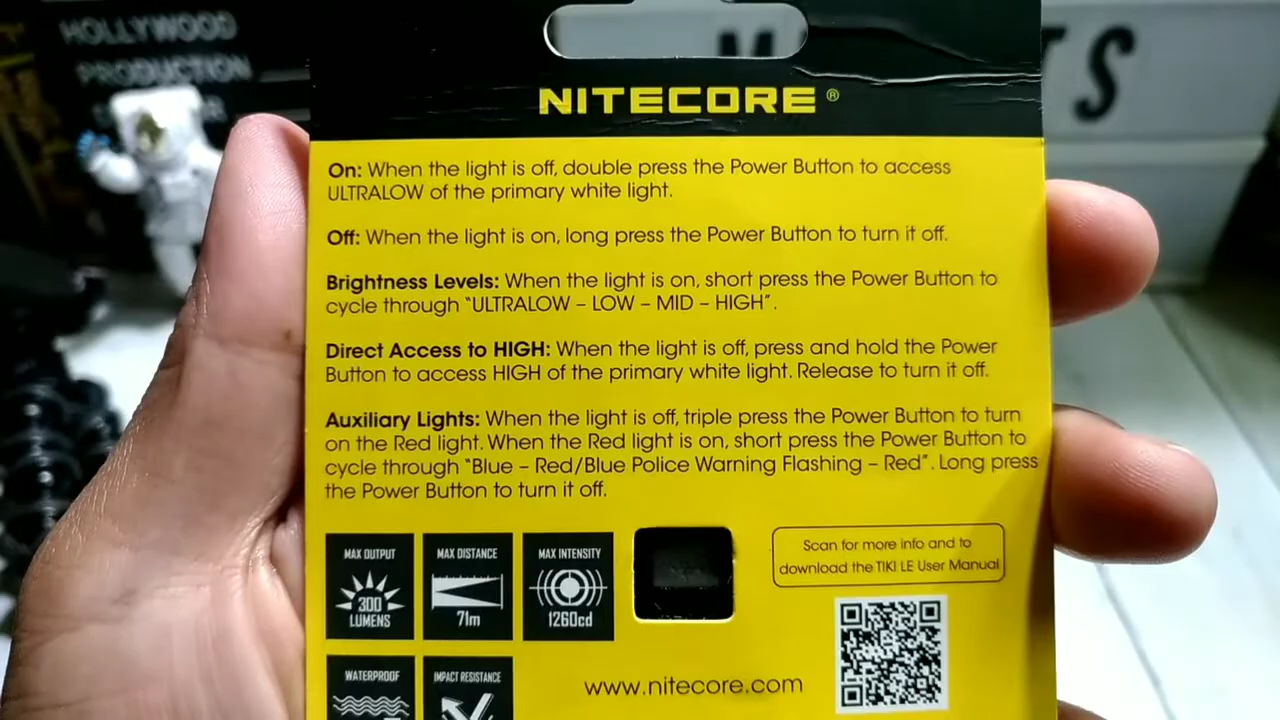 HOLLYWOOD
PRODUCTION
NITECORE®
On: When the light is off, double press the Power Button to access
ULTRALOW of the primary white light.
Off: When the light is on, long press the Power Button to turn it off.
Brightness Levels: When the light is on, short press the Power Button to
cycle through "ULTRALOW – LOW – MID – HIGH".
Direct Access to HIGH: When the light is off, press and hold the Power
Button to access HIGH of the primary white light. Release to turn it off.
Auxiliary Lights: When the light is off, triple press the Power Button to turn
on the Red light. When the Red light is on, short press the Power Button to
cycle through "Blue – Red/Blue Police Warning Flashing – Red". Long press
the Power Button to turn it off.
MAX OUTPUT
300
LUMENS
MAX DISTANCE
71m
MAX INTENSITY
1260cd
Scan for more info and to
download the TIKI LE User Manual
WATERPROOF
IMPACT RESISTANCE
www.nitecore.com